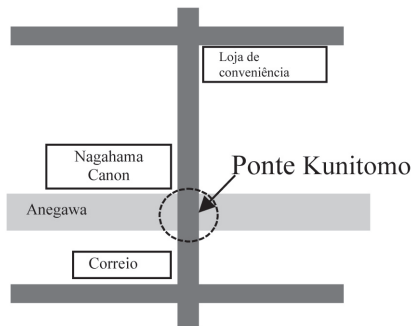 Loja de
conveniência
Nagahama
Canon
Ponte Kunitomo
Anegawa
Correio